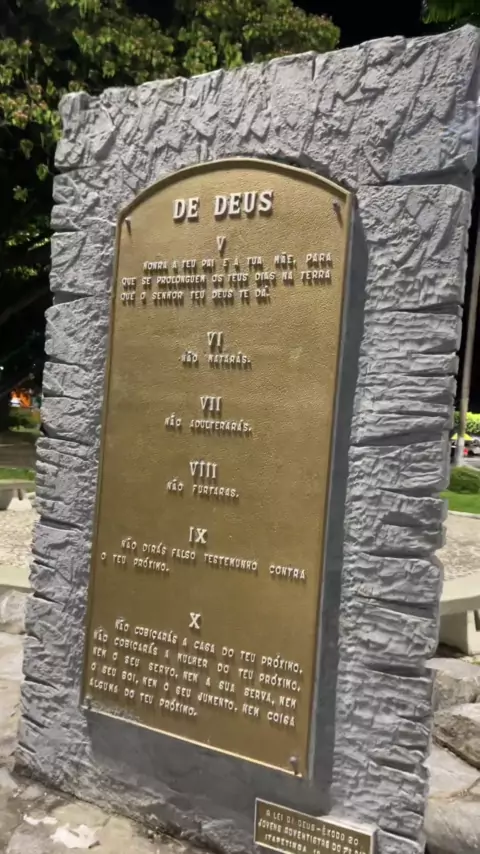 DE DEUS
V
HONRA A TEU PAI E A TUA MÃE, PARA
QUE SE PROLONGUEM OS TEUS DIAS NA TERRA
QUE O SENHOR TEU DEUS TE DÁ.
VI
NÃO MATARÁS.
VII
NÃO ADULTERARÁS.
VIII
NÃO FURTARÁS.
IX
NÃO DIRÁS FALSO TESTEMUNHO CONTRA
O TEU PRÓXIMO.
X
NÃO COBIÇARÁS A CASA DO TEU PRÓXIMO.
NÃO COBIÇARÁS A MULHER DO TEU PRÓXIMO,
NEM O SEU SERVO, NEM A SUA SERVA, NEM
O SEU BOI, NEM O SEU JUMENTO, NEM COISA
ALGUMA DO TEU PRÓXIMO.
A LEI DE DEUS - ÊXODO 20
JOVENS ADVENTISTAS DO 7º
ITAPETINGA